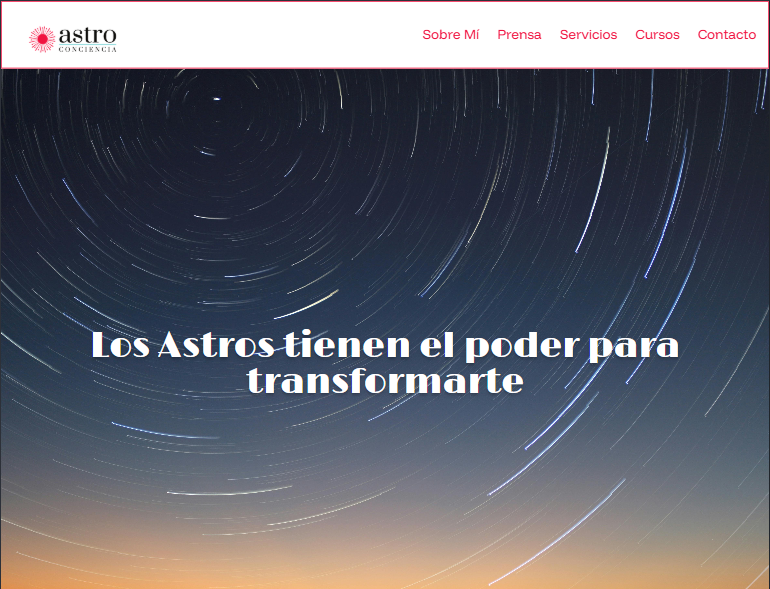 astro
CONCIENCIA
Sobre Mí Prensa Servicios Cursos Contacto
Los Astros tienen el poder para
transformarte